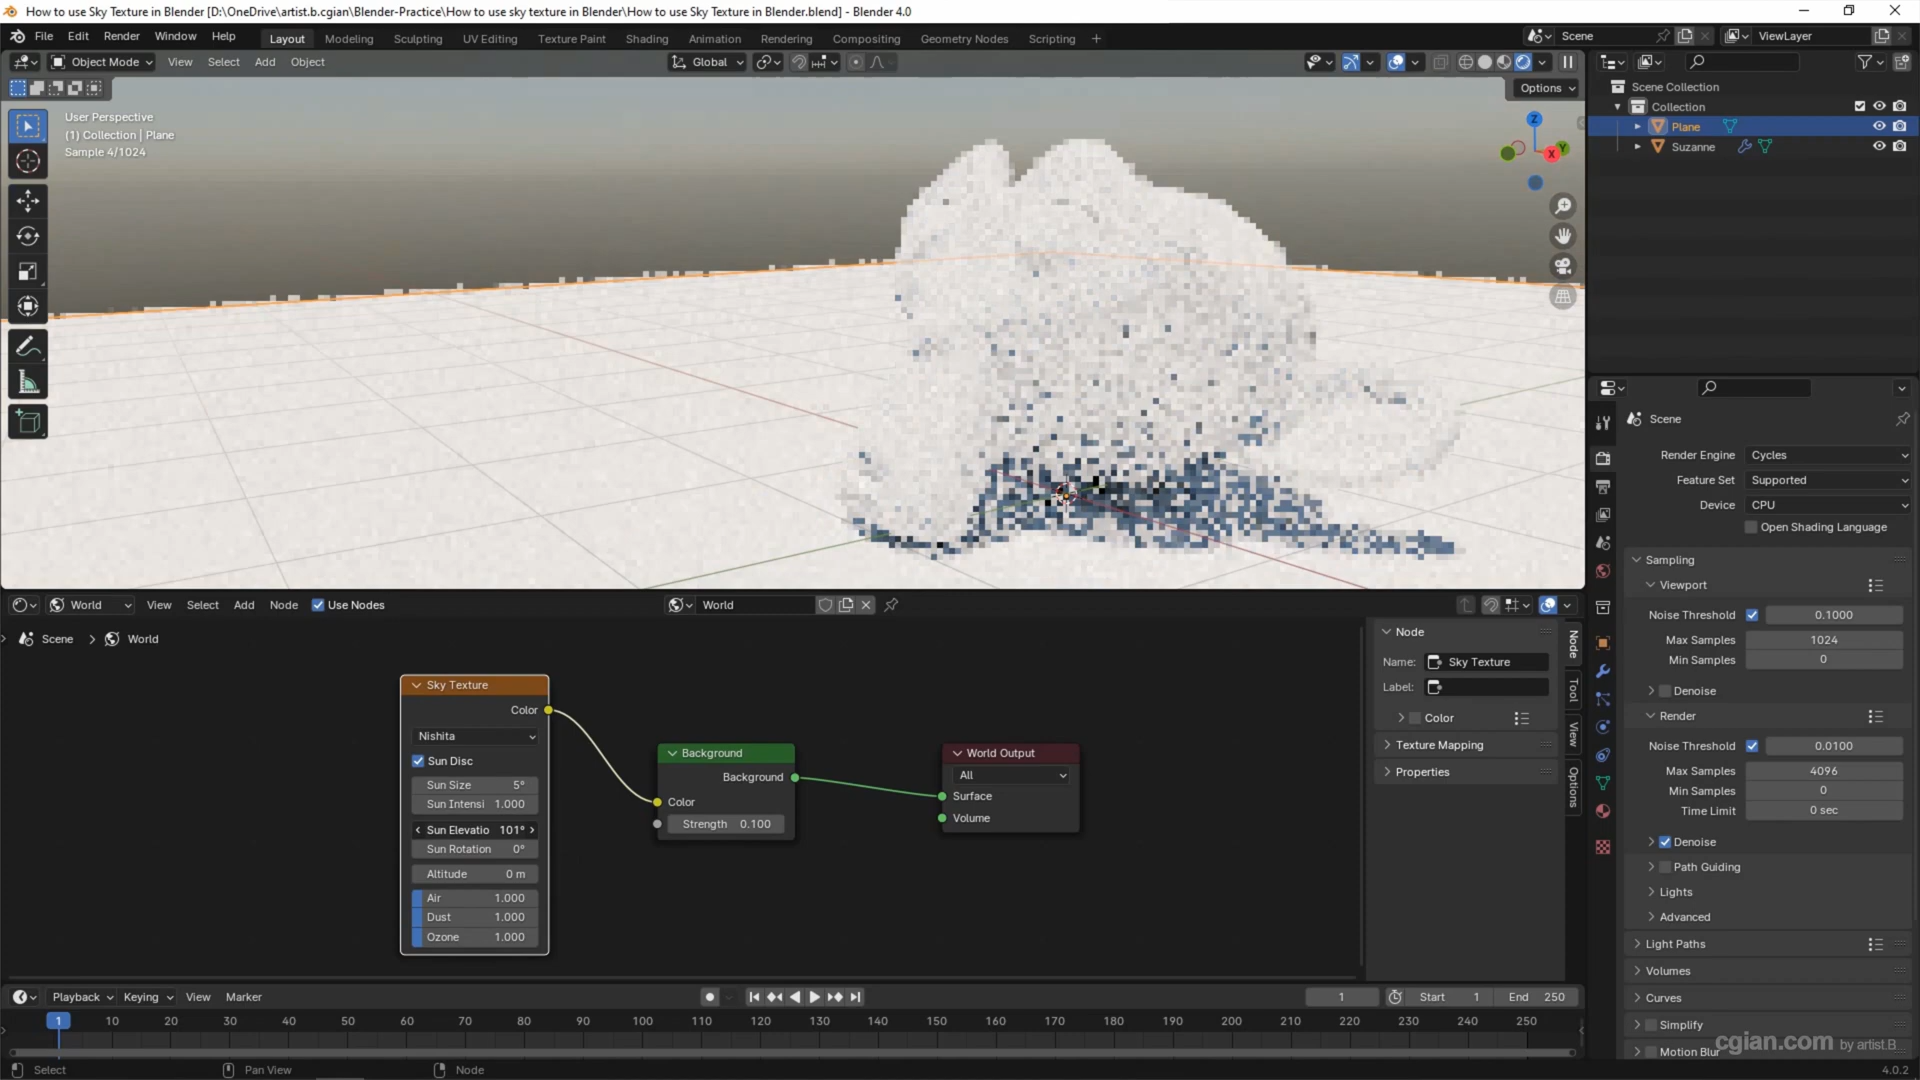 How to use Sky Texture in Blender [D:\OneDrive\artist.b.cgian\Blender-Practice\How to use sky texture in Blender\How to use Sky Texture in Blender.blend] - Blender 4.0
File Edit Render Window Help Layout Modeling Sculpting UV Editing Texture Paint Shading Animation Rendering Compositing Geometry Nodes Scripting + Scene ViewLayer
Object Mode View Select Add Object Global
Options
User Perspective
(1) Collection | Plane
Sample 4/1024
Z
X
Y
Scene Collection
Collection
Plane
Suzanne
Scene
Render Engine Cycles
Feature Set Supported
Device CPU
Open Shading Language
Sampling
Viewport
Noise Threshold 0.1000
Max Samples 1024
Min Samples 0
Denoise
Render
Noise Threshold 0.0100
Max Samples 4096
Min Samples 0
Time Limit 0 sec
Denoise
Path Guiding
Lights
Advanced
Light Paths
Volumes
Curves
Simplify
Motion Blur
World View Select Add Node Use Nodes World
Scene > World
Sky Texture
Color
Nishita
Sun Disc
Sun Size 5°
Sun Intensi 1.000
Sun Elevatio 101°
Sun Rotation 0°
Altitude 0 m
Air 1.000
Dust 1.000
Ozone 1.000
Background
Background
Color
Strength 0.100
World Output
All
Surface
Volume
Node
Name: Sky Texture
Label:
Color
Texture Mapping
Properties
Node
Tool
View
Options
Playback Keying View Marker 1 Start 1 End 250
1 10 20 30 40 50 60 70 80 90 100 110 120 130 140 150 160 170 180 190 200 210 220 230 240 250
Select Pan View Node 4.0.2
cgian.com by artist.B